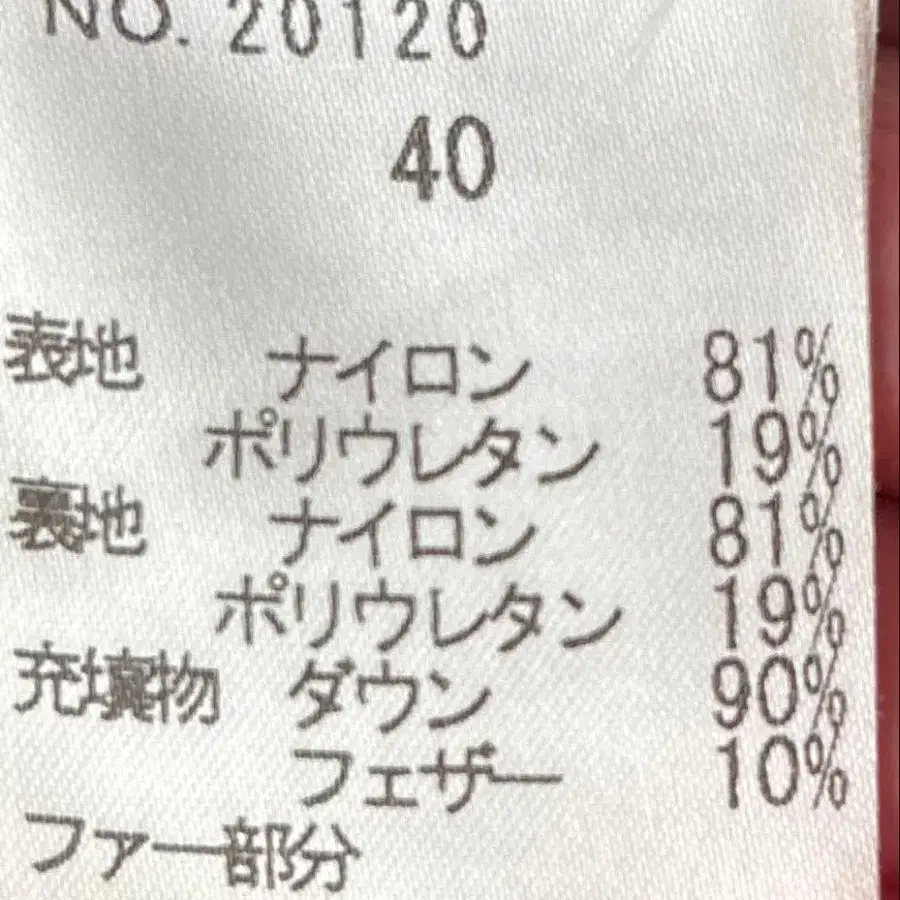 NO. 20120
40
表地 ナイロン 81%
ポリウレタン 19%
裏地 ナイロン 81%
ポリウレタン 19%
充填物 ダウン 90%
フェザー 10%
ファー部分